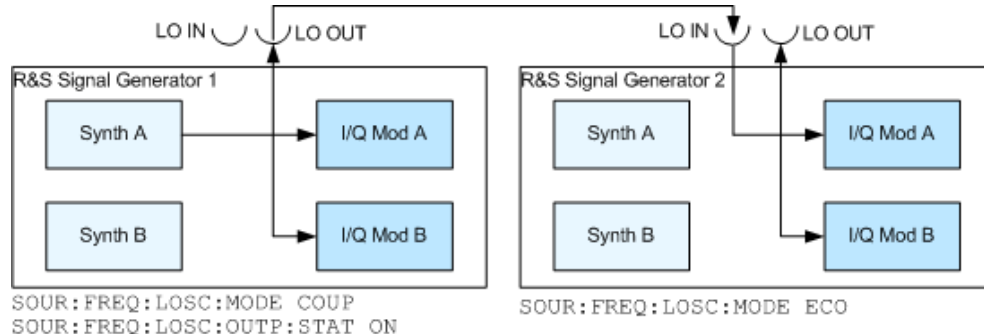 LO IN
LO OUT
LO IN
LO OUT
R&S Signal Generator 1
Synth A
I/Q Mod A
Synth B
I/Q Mod B
R&S Signal Generator 2
Synth A
I/Q Mod A
Synth B
I/Q Mod B
SOUR:FREQ:LOSC:MODE COUP
SOUR:FREQ:LOSC:OUTP:STAT ON
SOUR:FREQ:LOSC:MODE ECO